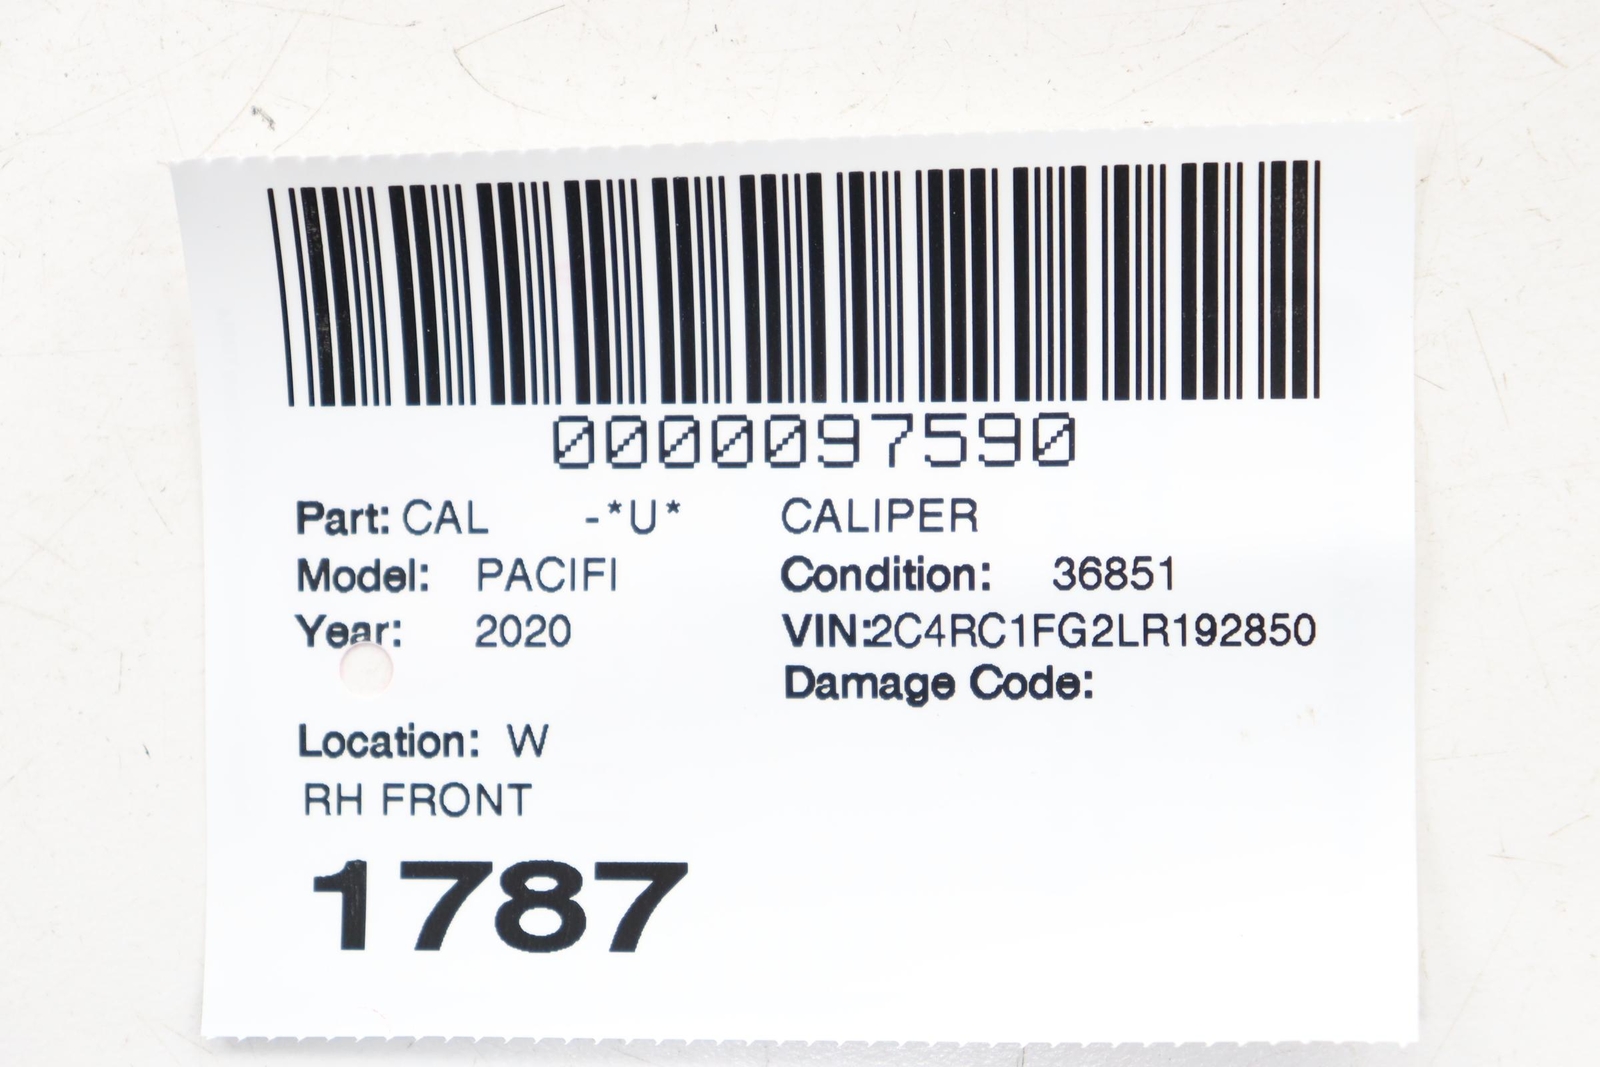 0000097590
Part: CAL -*U* CALIPER
Model: PACIFI Condition: 36851
Year: 2020 VIN:2C4RC1FG2LR192850
Damage Code:
Location: W
RH FRONT
1787